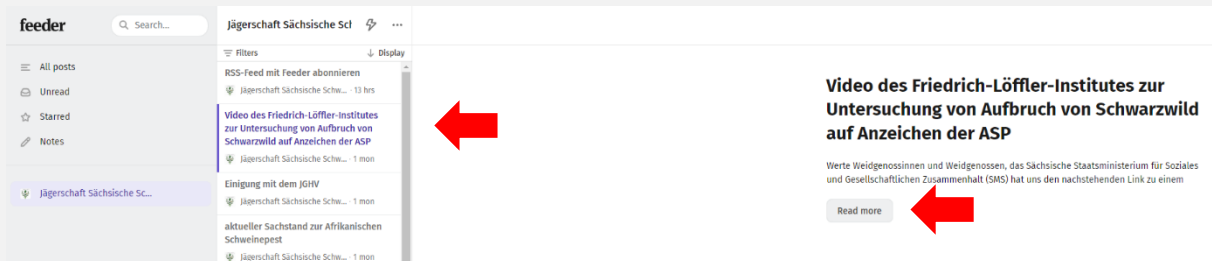 feeder
Search...
All posts
Unread
Starred
Notes
Jägerschaft Sächsische Sc...
Jägerschaft Sächsische Scł
Filters
Display
RSS-Feed mit Feeder abonnieren
Jägerschaft Sächsische Schw... · 13 hrs
Video des Friedrich-Löffler-Institutes
zur Untersuchung von Aufbruch von
Schwarzwild auf Anzeichen der ASP
Jägerschaft Sächsische Schw... · 1 mon
Einigung mit dem JGHV
Jägerschaft Sächsische Schw... · 1 mon
aktueller Sachstand zur Afrikanischen
Schweinepest
Jägerschaft Sächsische Schw... · 1 mon
Video des Friedrich-Löffler-Institutes zur
Untersuchung von Aufbruch von Schwarzwild
auf Anzeichen der ASP
Werte Weidgenossinnen und Weidgenossen, das Sächsische Staatsministerium für Soziales
und Gesellschaftlichen Zusammenhalt (SMS) hat uns den nachstehenden Link zu einem
Read more